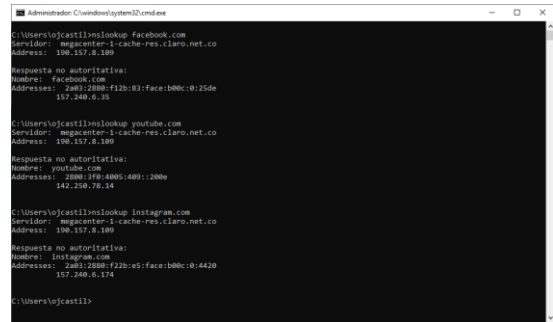 Administrador: C:\windows\system32\cmd.exe
C:\Users\ojcastil>nslookup facebook.com
Servidor: megacenter-1-cache-res.claro.net.co
Address: 190.157.8.109
Respuesta no autoritativa:
Nombre: facebook.com
Addresses: 2a03:2880:f12b:83:face:b00c:0:25de
157.240.6.35
C:\Users\ojcastil>nslookup youtube.com
Servidor: megacenter-1-cache-res.claro.net.co
Address: 190.157.8.109
Respuesta no autoritativa:
Nombre: youtube.com
Addresses: 2800:3f0:4005:409::200e
142.250.78.14
C:\Users\ojcastil>nslookup instagram.com
Servidor: megacenter-1-cache-res.claro.net.co
Address: 190.157.8.109
Respuesta no autoritativa:
Nombre: instagram.com
Addresses: 2a03:2880:f22b:e5:face:b00c:0:4420
157.240.6.174
C:\Users\ojcastil>